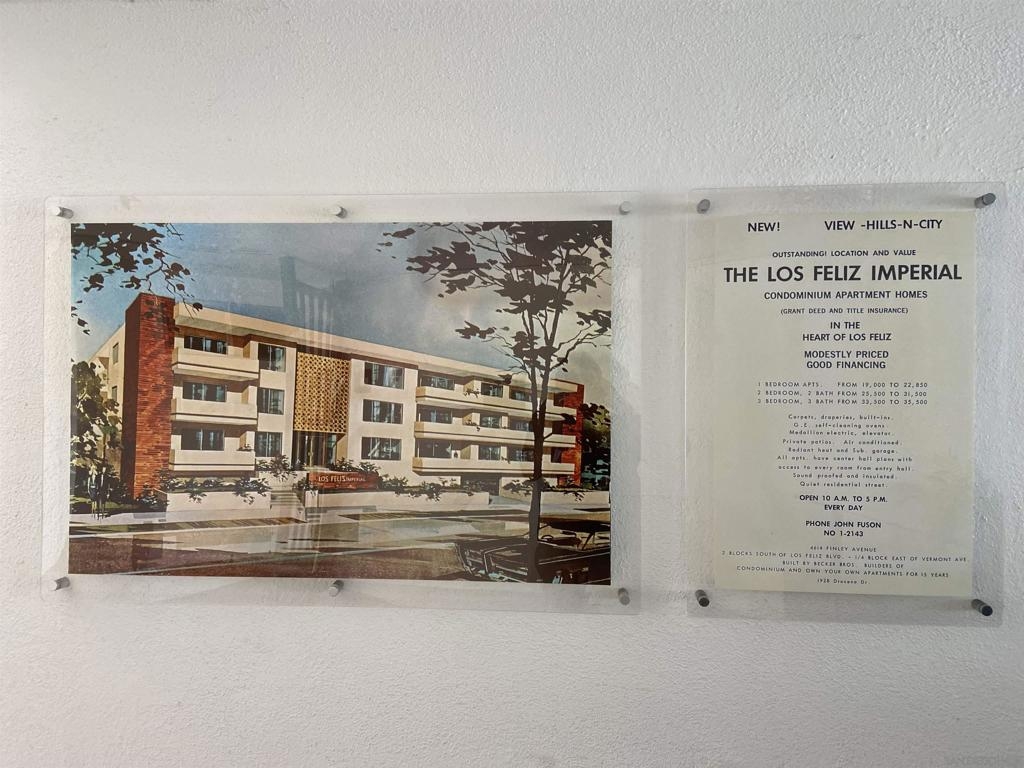 LOS FELIZ IMPERIAL
NEW! VIEW -HILLS-N-CITY
OUTSTANDING! LOCATION AND VALUE
THE LOS FELIZ IMPERIAL
CONDOMINIUM APARTMENT HOMES
(GRANT DEED AND TITLE INSURANCE)
IN THE
HEART OF LOS FELIZ
MODESTLY PRICED
GOOD FINANCING
1 BEDROOM APTS. FROM 19,000 TO 22,850
2 BEDROOM, 2 BATH FROM 25,500 TO 31,500
3 BEDROOM, 3 BATH FROM 33,500 TO 35,500
Carpets, draperies, built-ins.
G.E. self-cleaning ovens.
Medallion electric, elevator.
Private patios. Air conditioned.
Radiant heat and Sub. garage.
All apts. have center hall plans with
access to every room from entry hall.
Sound proofed and insulated.
Quiet residential street.
OPEN 10 A.M. TO 5 P.M.
EVERY DAY
PHONE JOHN FUSON
NO 1-2143
4614 FINLEY AVENUE
2 BLOCKS SOUTH OF LOS FELIZ BLVD. - 1/4 BLOCK EAST OF VERMONT AVE.
BUILT BY BECKER BROS. BUILDERS OF
CONDOMINIUM AND OWN YOUR OWN APARTMENTS FOR 15 YEARS
1928 Dracena Dr.